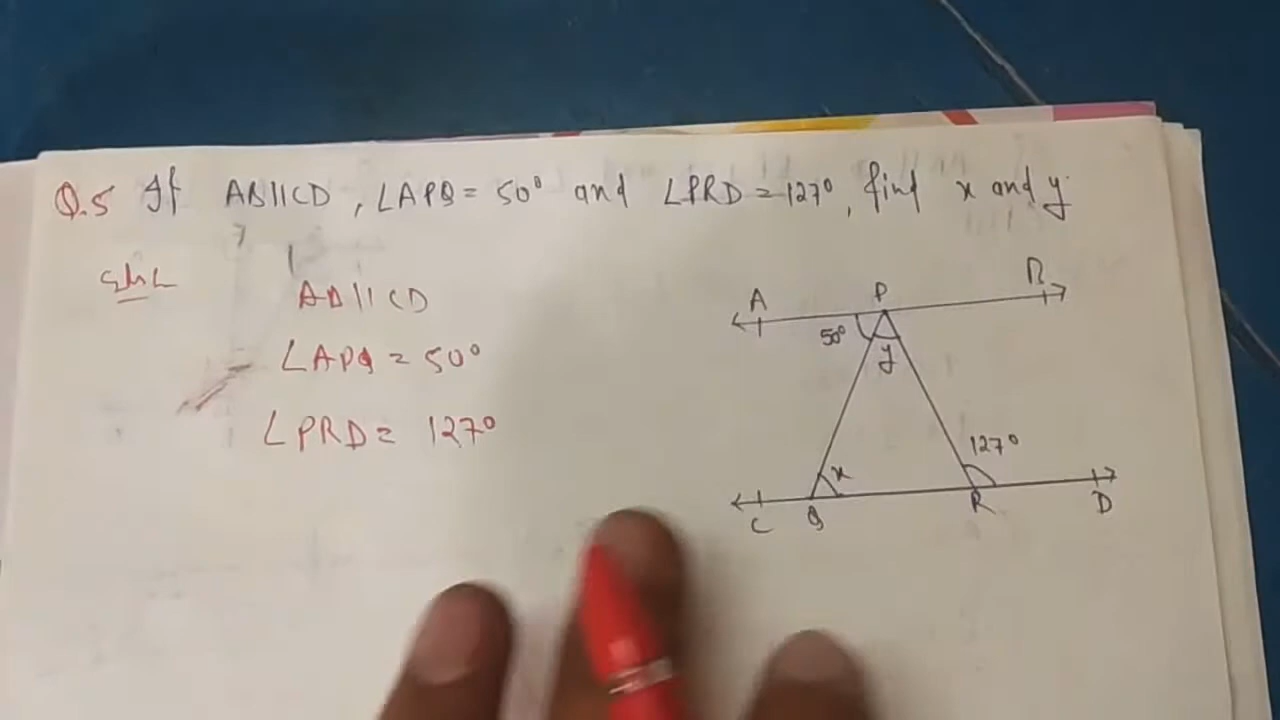 Q.5 If AB||CD, ∠APQ = 50° and ∠PRD = 127°, find x and y.
Sol
AB||CD
∠APQ = 50°
∠PRD = 127°
A P B
50° y
127°
x
C Q R D